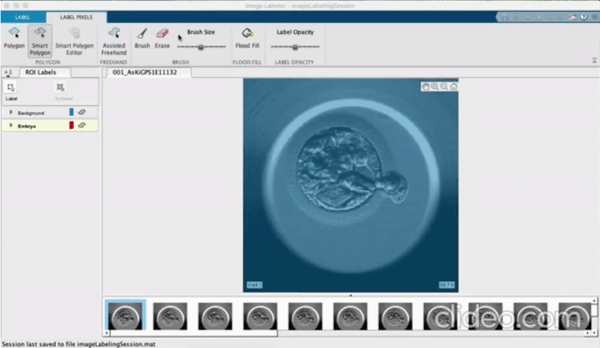 Image Labeler - imageLabelingSession
LABEL LABEL PIXELS
Brush Size Label Opacity
Polygon Smart Polygon Smart Polygon Editor Assisted Freehand Brush Erase Flood Fill
POLYGON FREEHAND BRUSH FLOOD FILL LABEL OPACITY
ROI Labels 001_AsKiGPS1E11132
Label
Background
Embryo
clideo.com
Session last saved to file imageLabelingSession.mat